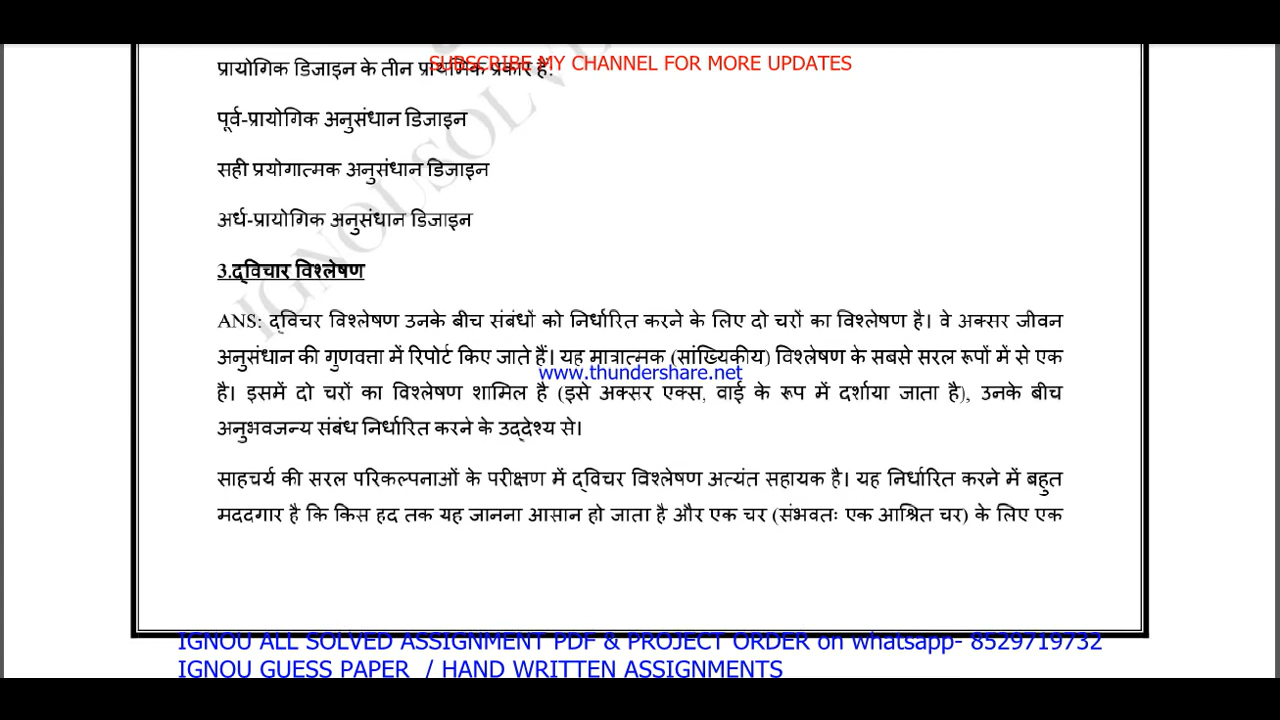 SUBSCRIBE MY CHANNEL FOR MORE UPDATES
प्रायोगिक डिजाइन के तीन प्राथमिक प्रकार हैं:
पूर्व-प्रायोगिक अनुसंधान डिजाइन
सही प्रयोगात्मक अनुसंधान डिजाइन
अर्ध-प्रायोगिक अनुसंधान डिजाइन
3.द्विचार विश्लेषण
ANS: द्विचर विश्लेषण उनके बीच संबंधों को निर्धारित करने के लिए दो चरों का विश्लेषण है। वे अक्सर जीवन
अनुसंधान की गुणवत्ता में रिपोर्ट किए जाते हैं। यह मात्रात्मक (सांख्यिकीय) विश्लेषण के सबसे सरल रूपों में से एक
www.thundershare.net
है। इसमें दो चरों का विश्लेषण शामिल है (इसे अक्सर एक्स, वाई के रूप में दर्शाया जाता है), उनके बीच
अनुभवजन्य संबंध निर्धारित करने के उद्देश्य से।
साहचर्य की सरल परिकल्पनाओं के परीक्षण में द्विचर विश्लेषण अत्यंत सहायक है। यह निर्धारित करने में बहुत
मददगार है कि किस हद तक यह जानना आसान हो जाता है और एक चर (संभवतः एक आश्रित चर) के लिए एक
IGNOU ALL SOLVED ASSIGNMENT PDF & PROJECT ORDER on whatsapp- 8529719732
IGNOU GUESS PAPER / HAND WRITTEN ASSIGNMENTS